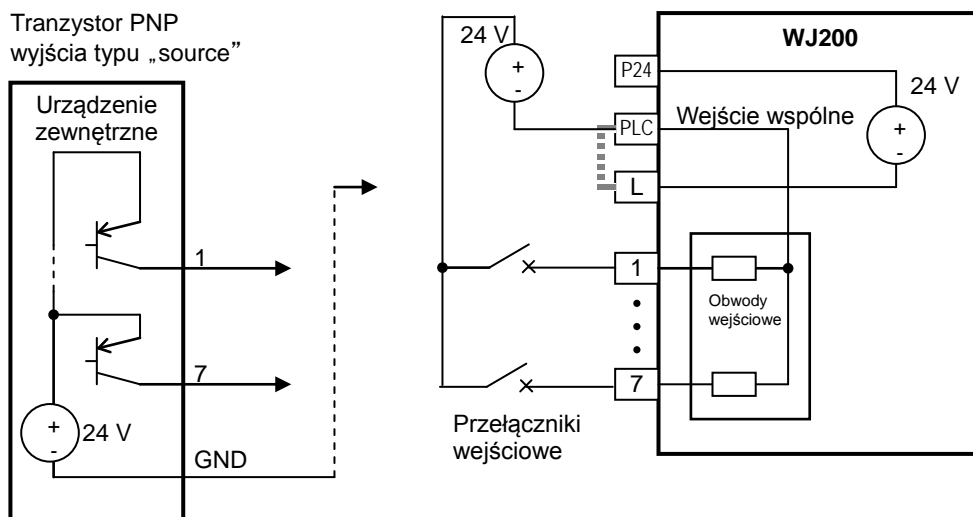 Tranzystor PNP
wyjścia typu „source”
Urządzenie
zewnętrzne
1
7
+
-
24 V
GND
24 V
+
-
WJ200
P24
24 V
PLC
Wejście wspólne
+
-
L
1
Obwody
wejściowe
7
Przełączniki
wejściowe